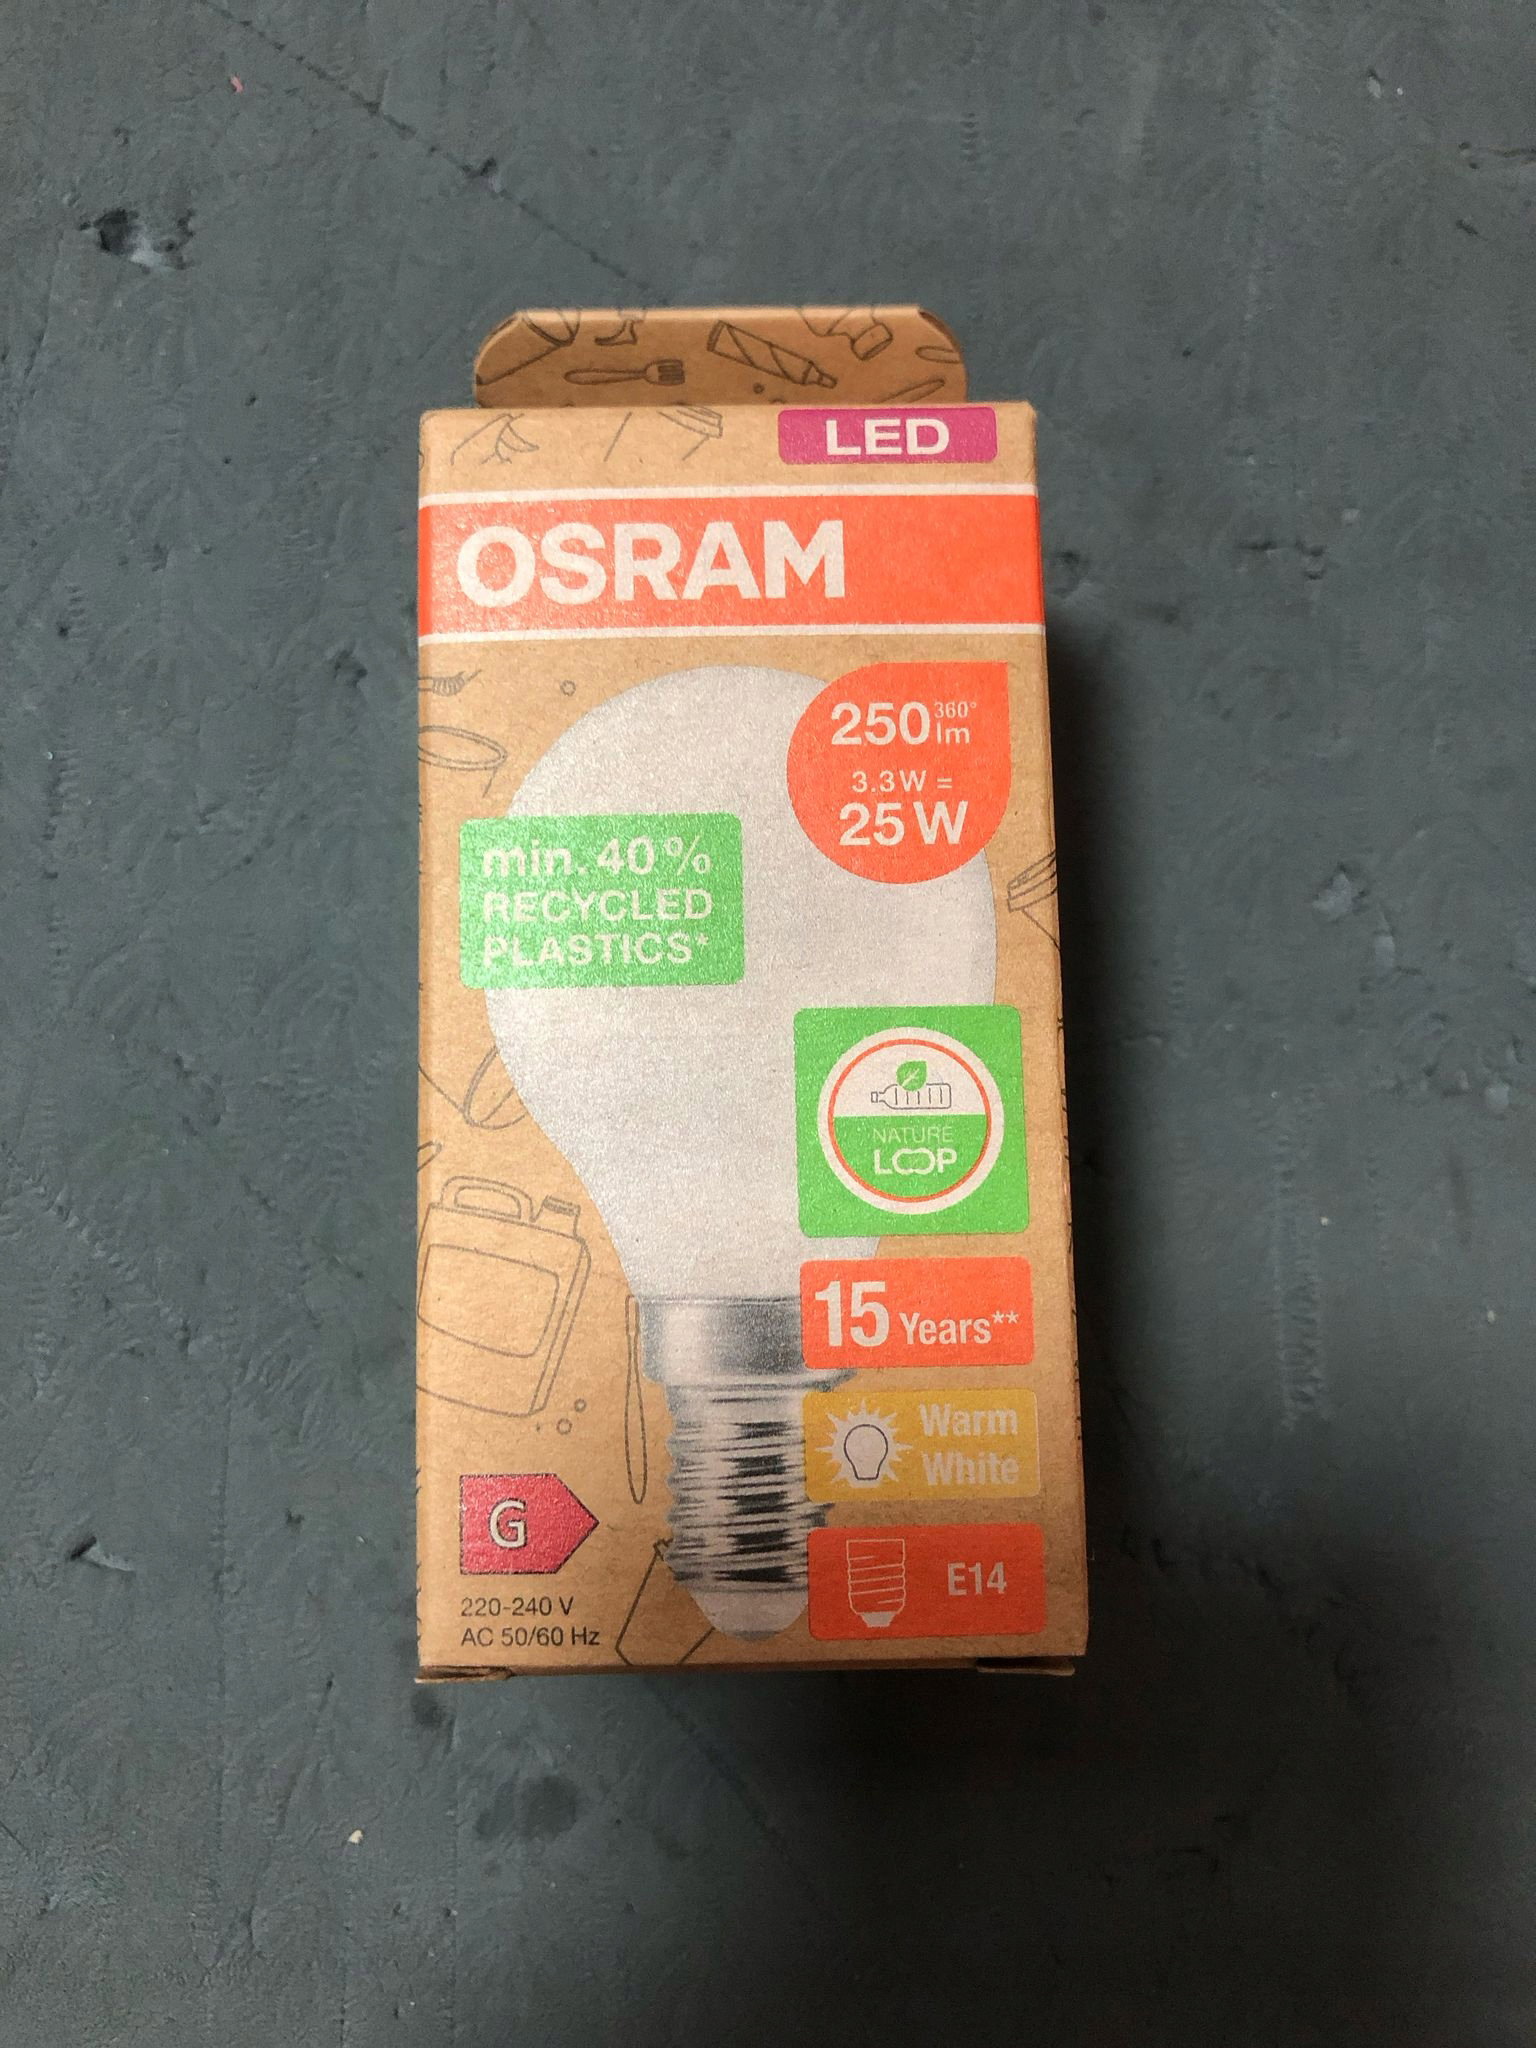 LED
OSRAM
250 360° lm
3.3 W =
25 W
min. 40 %
RECYCLED
PLASTICS*
NATURE
LOOP
15 Years**
Warm
White
G
E14
220-240 V
AC 50/60 Hz